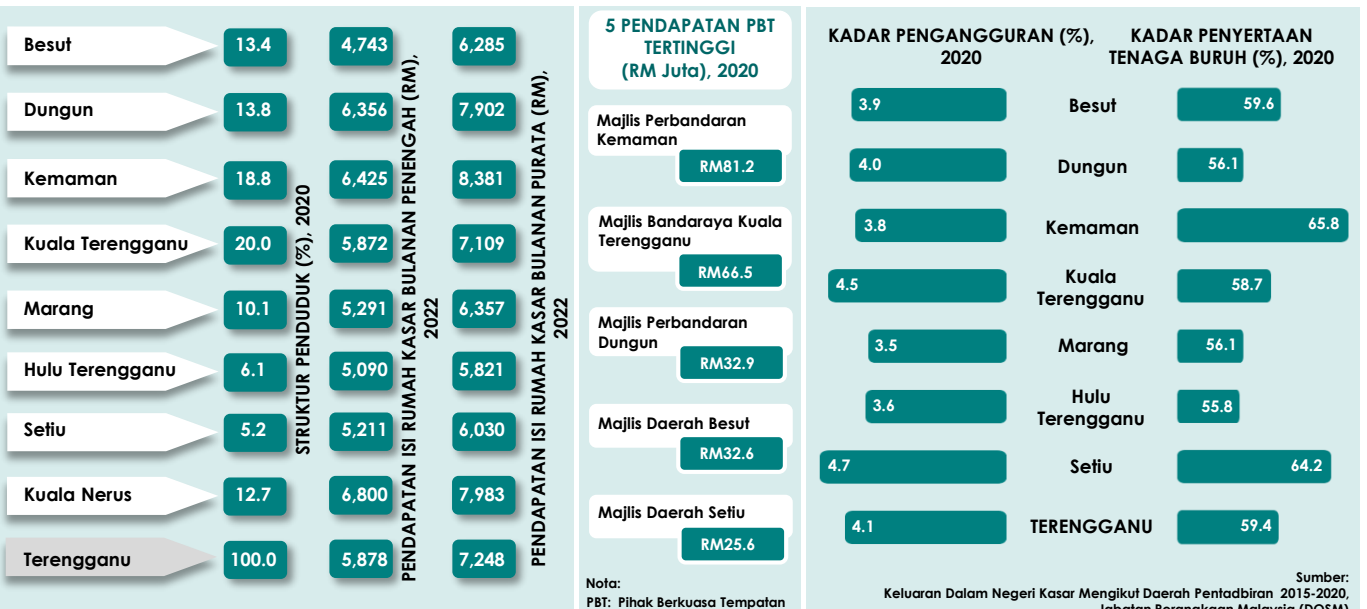 Besut 13.4 4,743 6,285
Dungun 13.8 6,356 7,902
Kemaman 18.8 6,425 8,381
Kuala Terengganu 20.0 5,872 7,109
Marang 10.1 5,291 6,357
Hulu Terengganu 6.1 5,090 5,821
Setiu 5.2 5,211 6,030
Kuala Nerus 12.7 6,800 7,983
Terengganu 100.0 5,878 7,248
STRUKTUR PENDUDUK (%), 2020
PENDAPATAN ISI RUMAH KASAR BULANAN PENENGAH (RM),
2022
PENDAPATAN ISI RUMAH KASAR BULANAN PURATA (RM),
2022
5 PENDAPATAN PBT
TERTINGGI
(RM Juta), 2020
Majlis Perbandaran
Kemaman
RM81.2
Majlis Bandaraya Kuala
Terengganu
RM66.5
Majlis Perbandaran
Dungun
RM32.9
Majlis Daerah Besut
RM32.6
Majlis Daerah Setiu
RM25.6
Nota:
PBT: Pihak Berkuasa Tempatan
KADAR PENGANGGURAN (%),
2020
KADAR PENYERTAAN
TENAGA BURUH (%), 2020
3.9 Besut 59.6
4.0 Dungun 56.1
3.8 Kemaman 65.8
4.5 Kuala
Terengganu 58.7
3.5 Marang 56.1
3.6 Hulu
Terengganu 55.8
4.7 Setiu 64.2
4.1 TERENGGANU 59.4
Sumber:
Keluaran Dalam Negeri Kasar Mengikut Daerah Pentadbiran 2015-2020,
Jabatan Perangkaan Malaysia (DOSM)